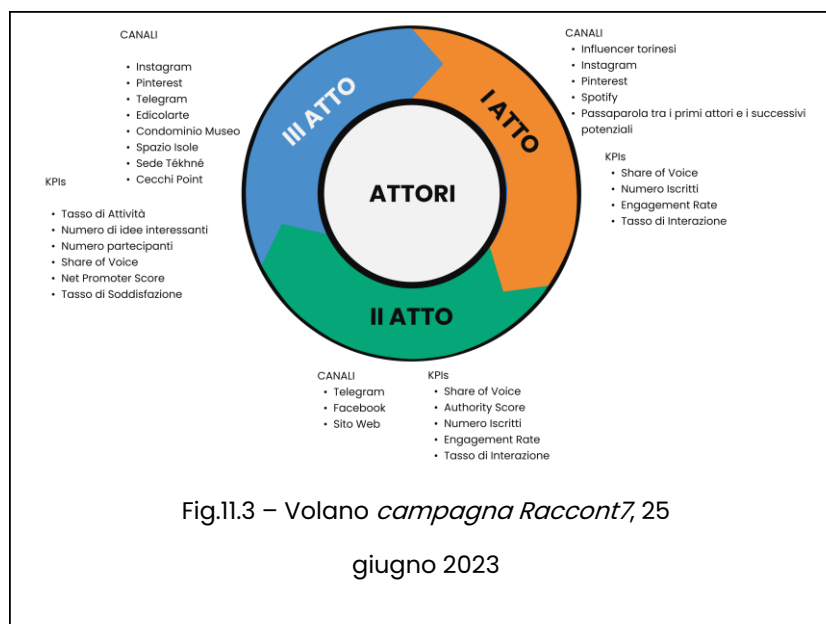 CANALI
• Instagram
• Pinterest
• Telegram
• Edicolarte
• Condominio Museo
• Spazio Isole
• Sede Tékhné
• Cecchi Point
KPIs
• Tasso di Attività
• Numero di idee interessanti
• Numero partecipanti
• Share of Voice
• Net Promoter Score
• Tasso di Soddisfazione
III ATTO
I ATTO
ATTORI
II ATTO
CANALI
• Influencer torinesi
• Instagram
• Pinterest
• Spotify
• Passaparola tra i primi attori e i successivi
potenziali
KPIs
• Share of Voice
• Numero Iscritti
• Engagement Rate
• Tasso di Interazione
CANALI
• Telegram
• Facebook
• Sito Web
KPIs
• Share of Voice
• Authority Score
• Numero Iscritti
• Engagement Rate
• Tasso di Interazione
Fig.11.3 – Volano campagna Raccont7, 25
giugno 2023